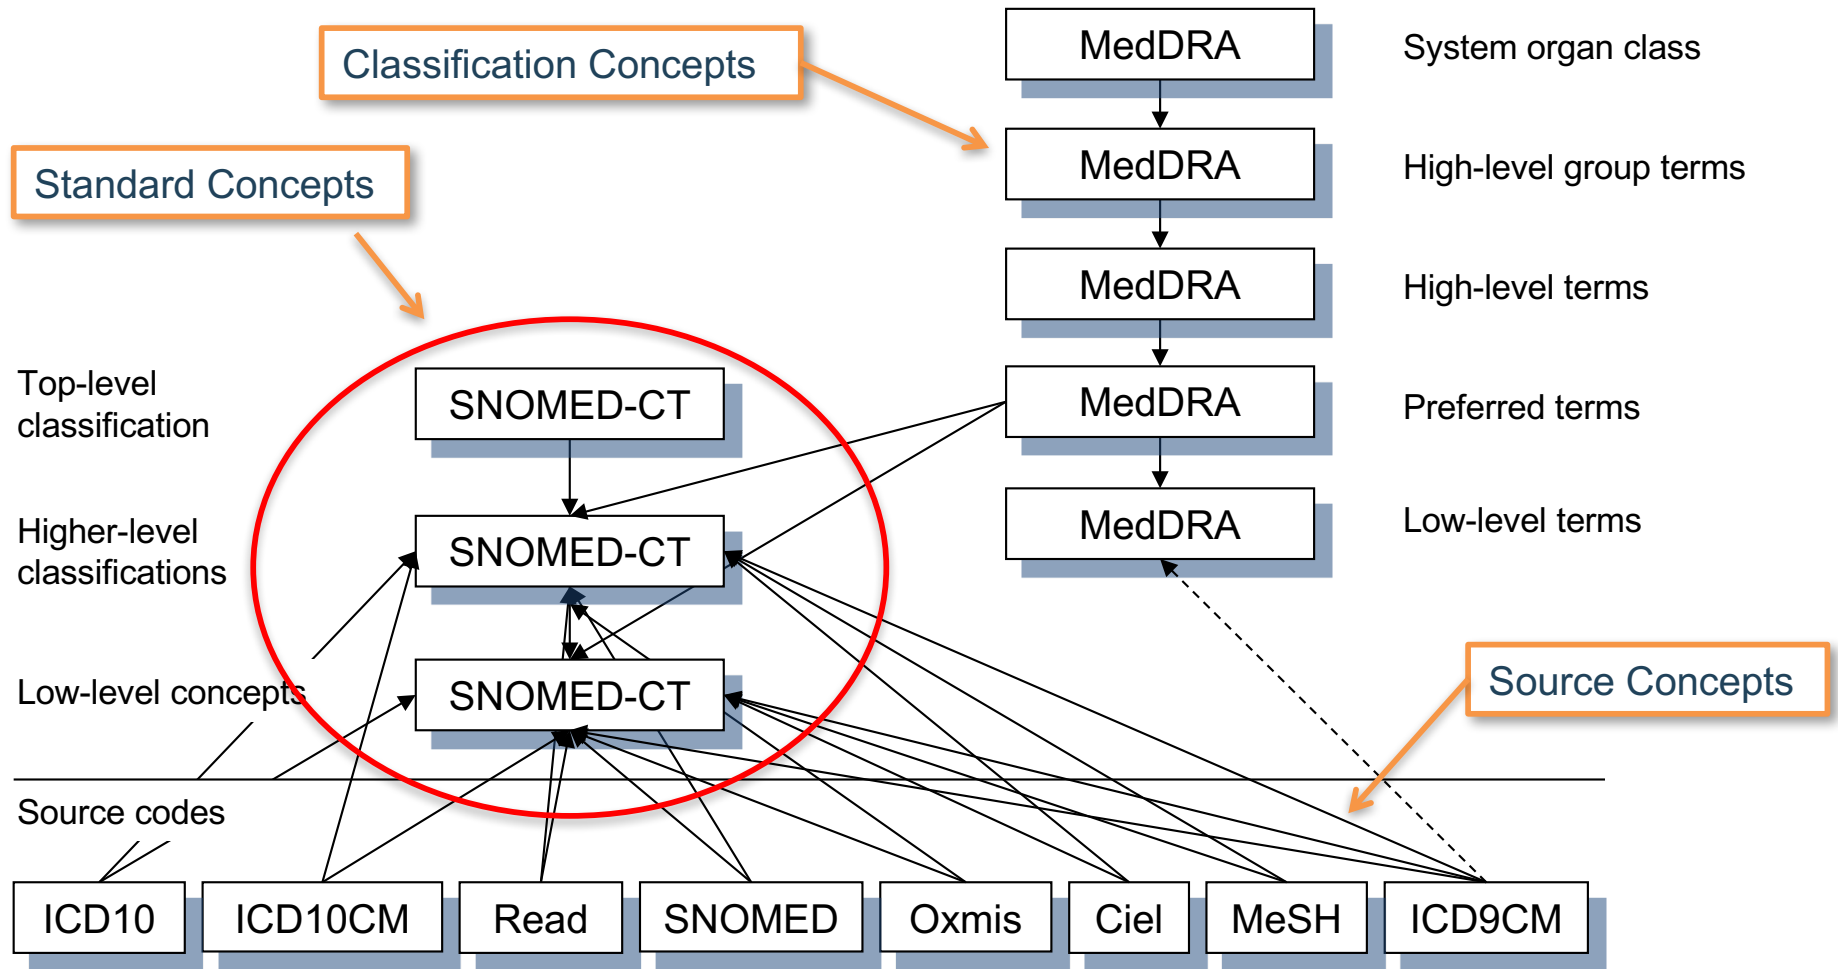 MedDRA
System organ class
Classification Concepts
MedDRA
High-level group terms
Standard Concepts
MedDRA
High-level terms
Top-level
classification
SNOMED-CT
MedDRA
Preferred terms
Higher-level
classifications
SNOMED-CT
MedDRA
Low-level terms
Low-level concepts
SNOMED-CT
Source Concepts
Source codes
ICD10
ICD10CM
Read
SNOMED
Oxmis
Ciel
MeSH
ICD9CM